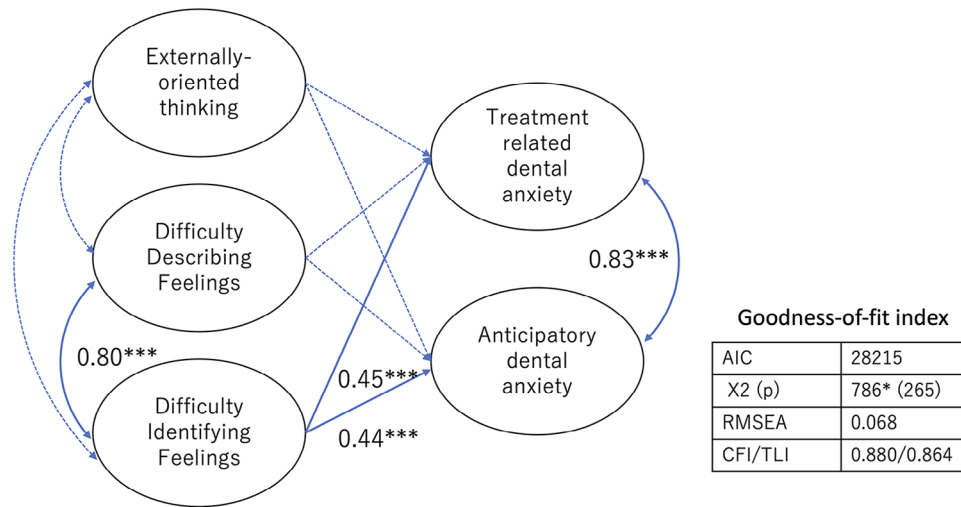 Externally-
oriented
thinking
Difficulty
Describing
Feelings
Difficulty
Identifying
Feelings
Treatment
related
dental
anxiety
Anticipatory
dental
anxiety
0.80***
0.45***
0.44***
0.83***
Goodness-of-fit index
AIC 28215
X2 (p) 786* (265)
RMSEA 0.068
CFI/TLI 0.880/0.864